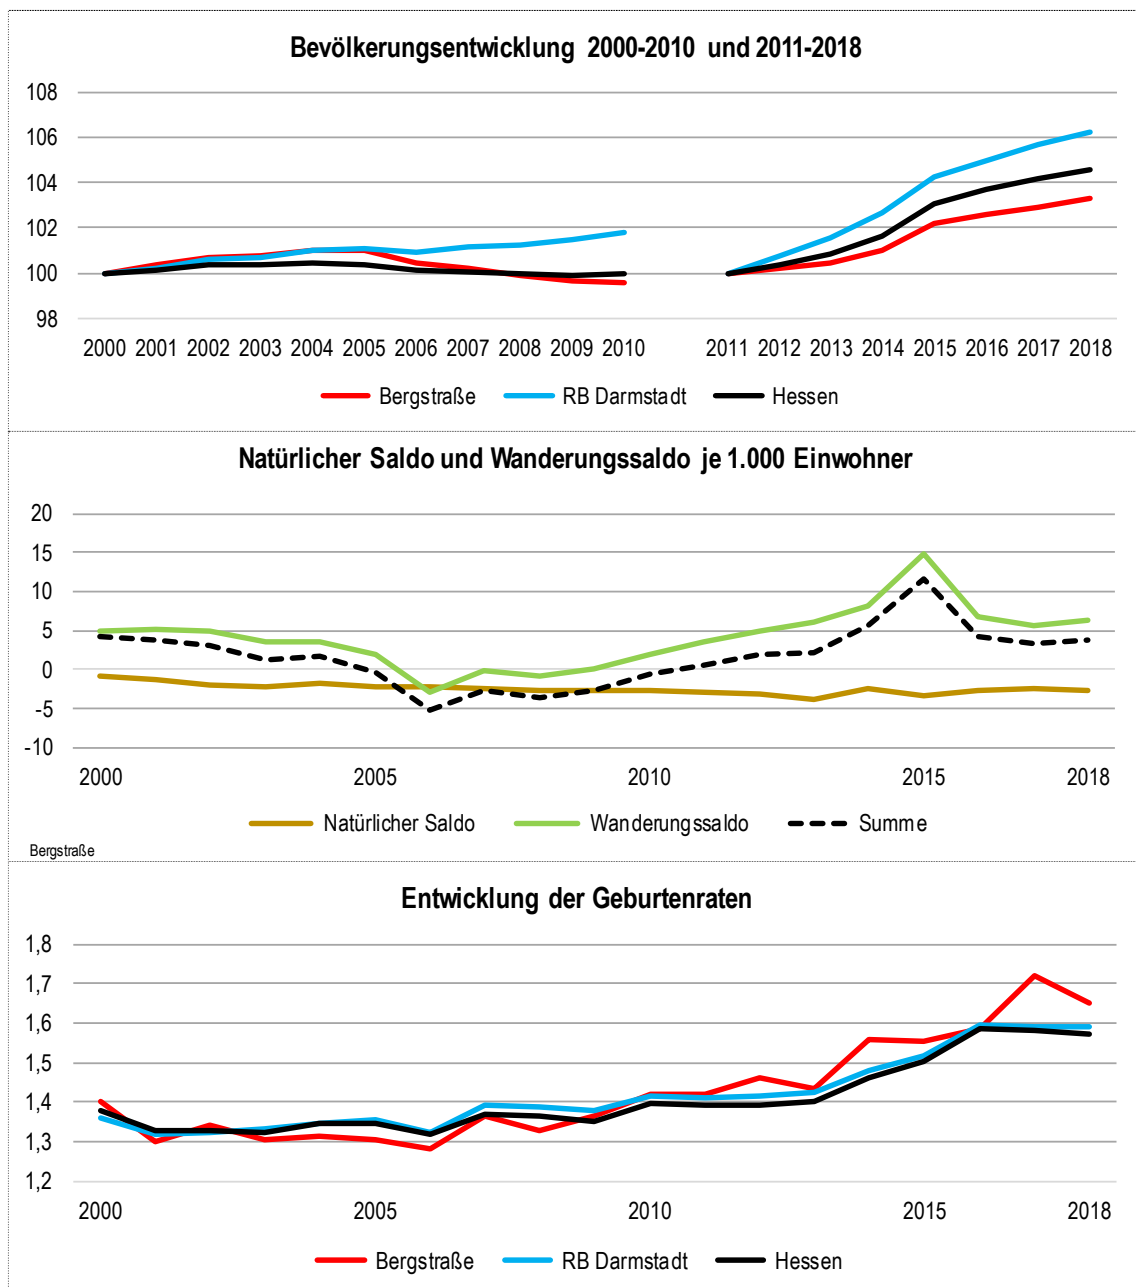 Bevölkerungsentwicklung 2000-2010 und 2011-2018
108
106
104
102
100
98
2000 2001 2002 2003 2004 2005 2006 2007 2008 2009 2010 2011 2012 2013 2014 2015 2016 2017 2018
Bergstraße RB Darmstadt Hessen
Natürlicher Saldo und Wanderungssaldo je 1.000 Einwohner
20
15
10
5
0
-5
-10
2000 2005 2010 2015 2018
Natürlicher Saldo Wanderungssaldo Summe
Bergstraße
Entwicklung der Geburtenraten
1,8
1,7
1,6
1,5
1,4
1,3
1,2
2000 2005 2010 2015 2018
Bergstraße RB Darmstadt Hessen